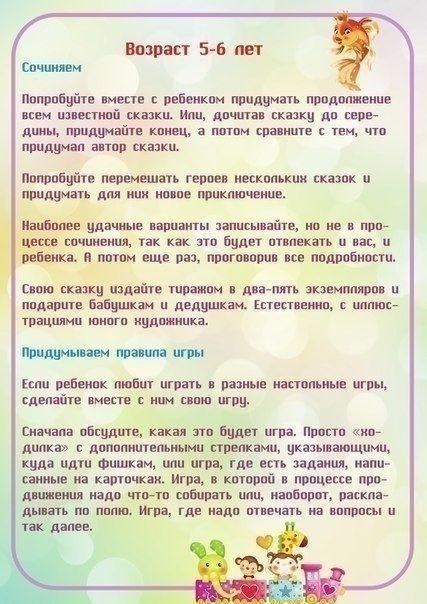 Возраст 5-6 лет
Сочиняем
Попробуйте вместе с ребенком придумать продолжение
всем известной сказки. Или, дочитав сказку до сере-
дины, придумайте конец, а потом сравните с тем, что
придумал автор сказки.
Попробуйте перемешать героев нескольких сказок и
придумать для них новое приключение.
Наиболее удачные варианты записывайте, но не в про-
цессе сочинения, так как это будет отвлекать и вас, и
ребенка. А потом еще раз, проговорив все подробности.
Свою сказку издайте тиражом в два-пять экземпляров и
подарите бабушкам и дедушкам. Естественно, с иллюс-
трациями юного художника.
Придумываем правила игры
Если ребенок любит играть в разные настольные игры,
сделайте вместе с ним свою игру.
Сначала обсудите, какая это будет игра. Просто «хо-
дилка» с дополнительными стрелками, указывающими,
куда идти фишкам, или игра, где есть задания, напи-
санные на карточках. Игра, в которой в процессе про-
движения надо что-то собирать или, наоборот, раскла-
дывать по полю. Игра, где надо отвечать на вопросы и
так далее.